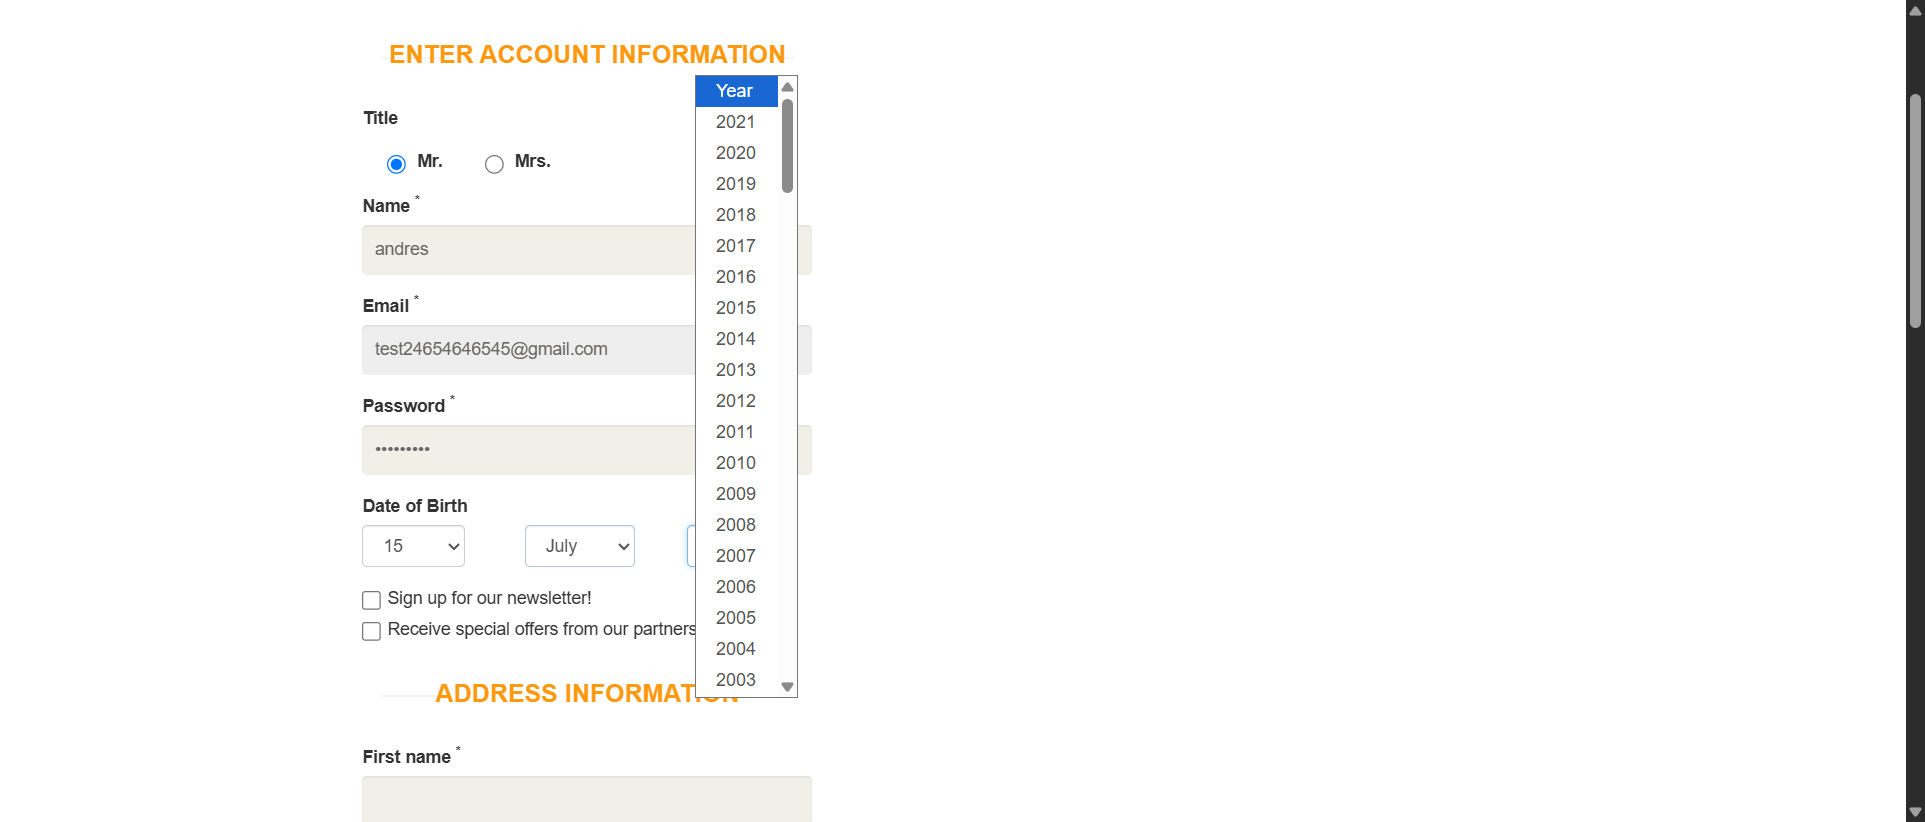 ENTER ACCOUNT INFORMATION
Title
Mr. Mrs.
Name *
andres
Email *
test24654646545@gmail.com
Password *
•••••••••
Date of Birth
15 July
Year
2021
2020
2019
2018
2017
2016
2015
2014
2013
2012
2011
2010
2009
2008
2007
2006
2005
2004
2003
Sign up for our newsletter!
Receive special offers from our partners
ADDRESS INFORMATION
First name *